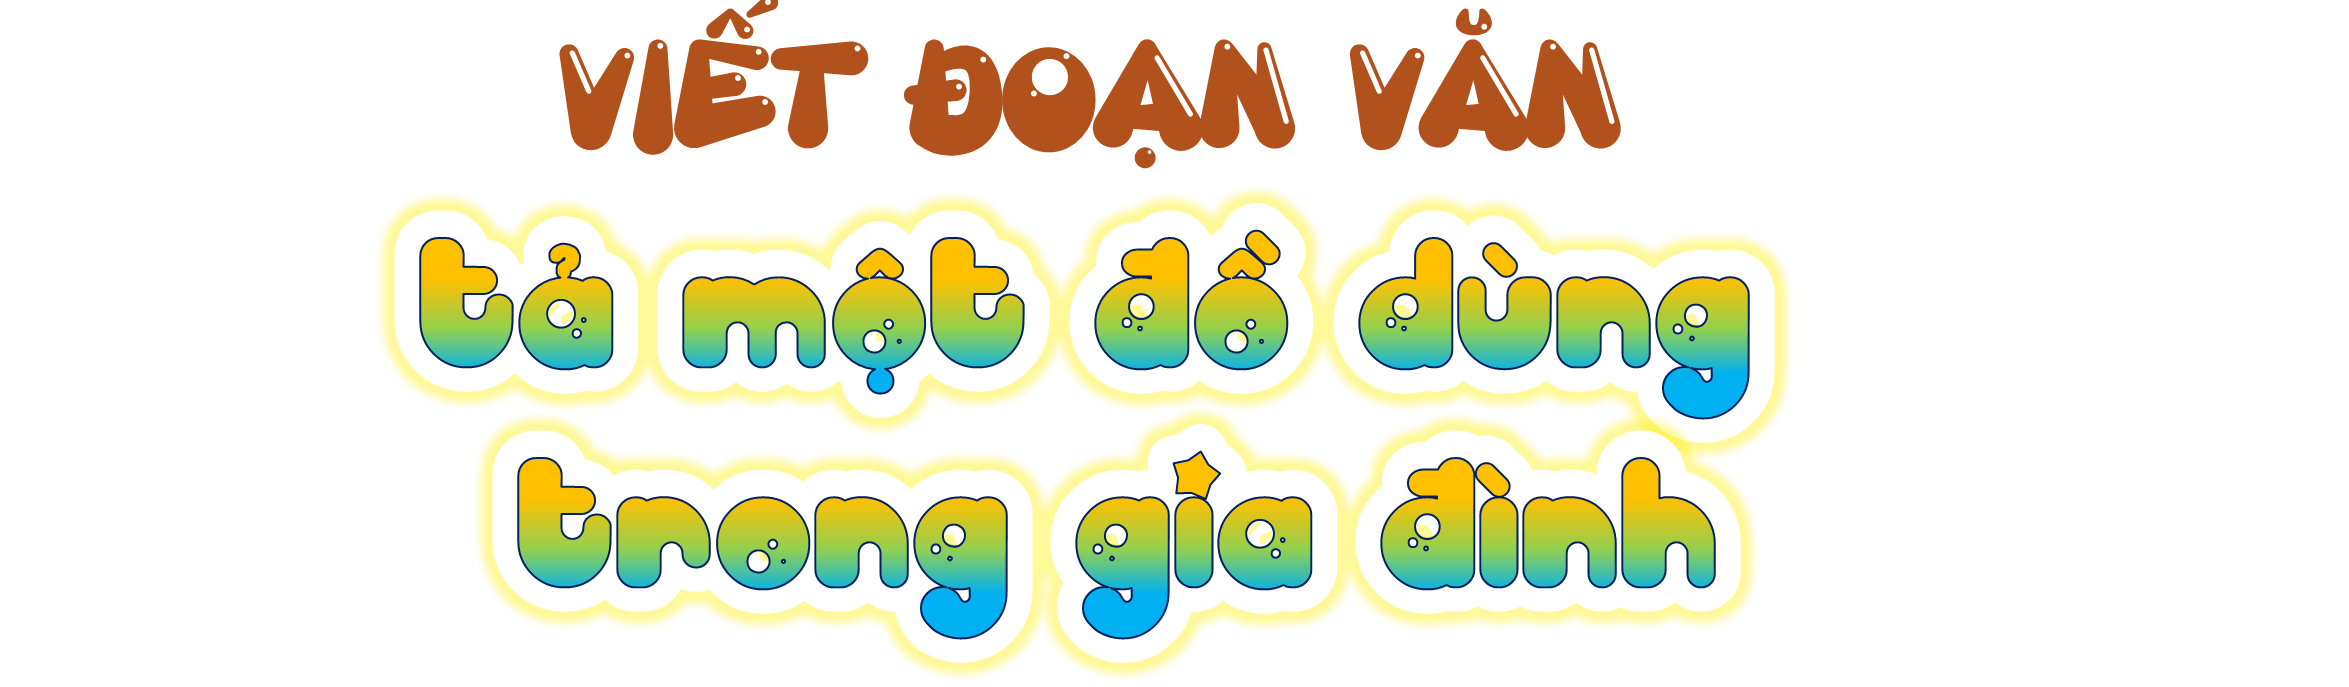 VIẾT ĐOẠN VĂN
tả một đồ dùng
trong gia đình